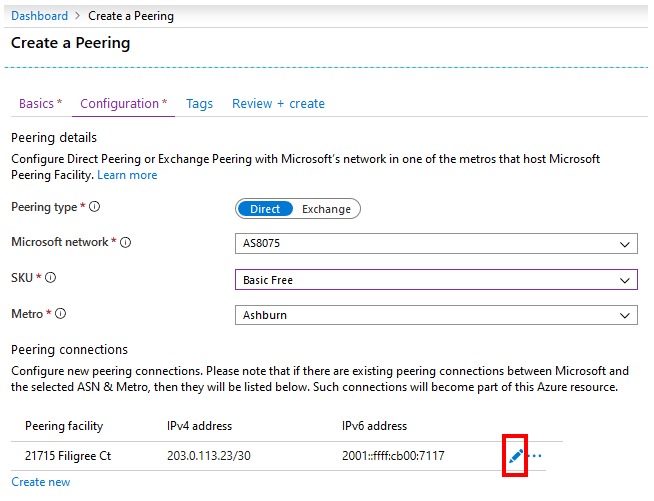 Dashboard > Create a Peering
Create a Peering
Basics * Configuration * Tags Review + create
Peering details
Configure Direct Peering or Exchange Peering with Microsoft's network in one of the metros that host Microsoft
Peering Facility. Learn more
Peering type * Direct Exchange
Microsoft network * AS8075
SKU * Basic Free
Metro * Ashburn
Peering connections
Configure new peering connections. Please note that if there are existing peering connections between Microsoft and
the selected ASN & Metro, then they will be listed below. Such connections will become part of this Azure resource.
Peering facility IPv4 address IPv6 address
21715 Filigree Ct 203.0.113.23/30 2001::ffff:cb00:7117
Create new